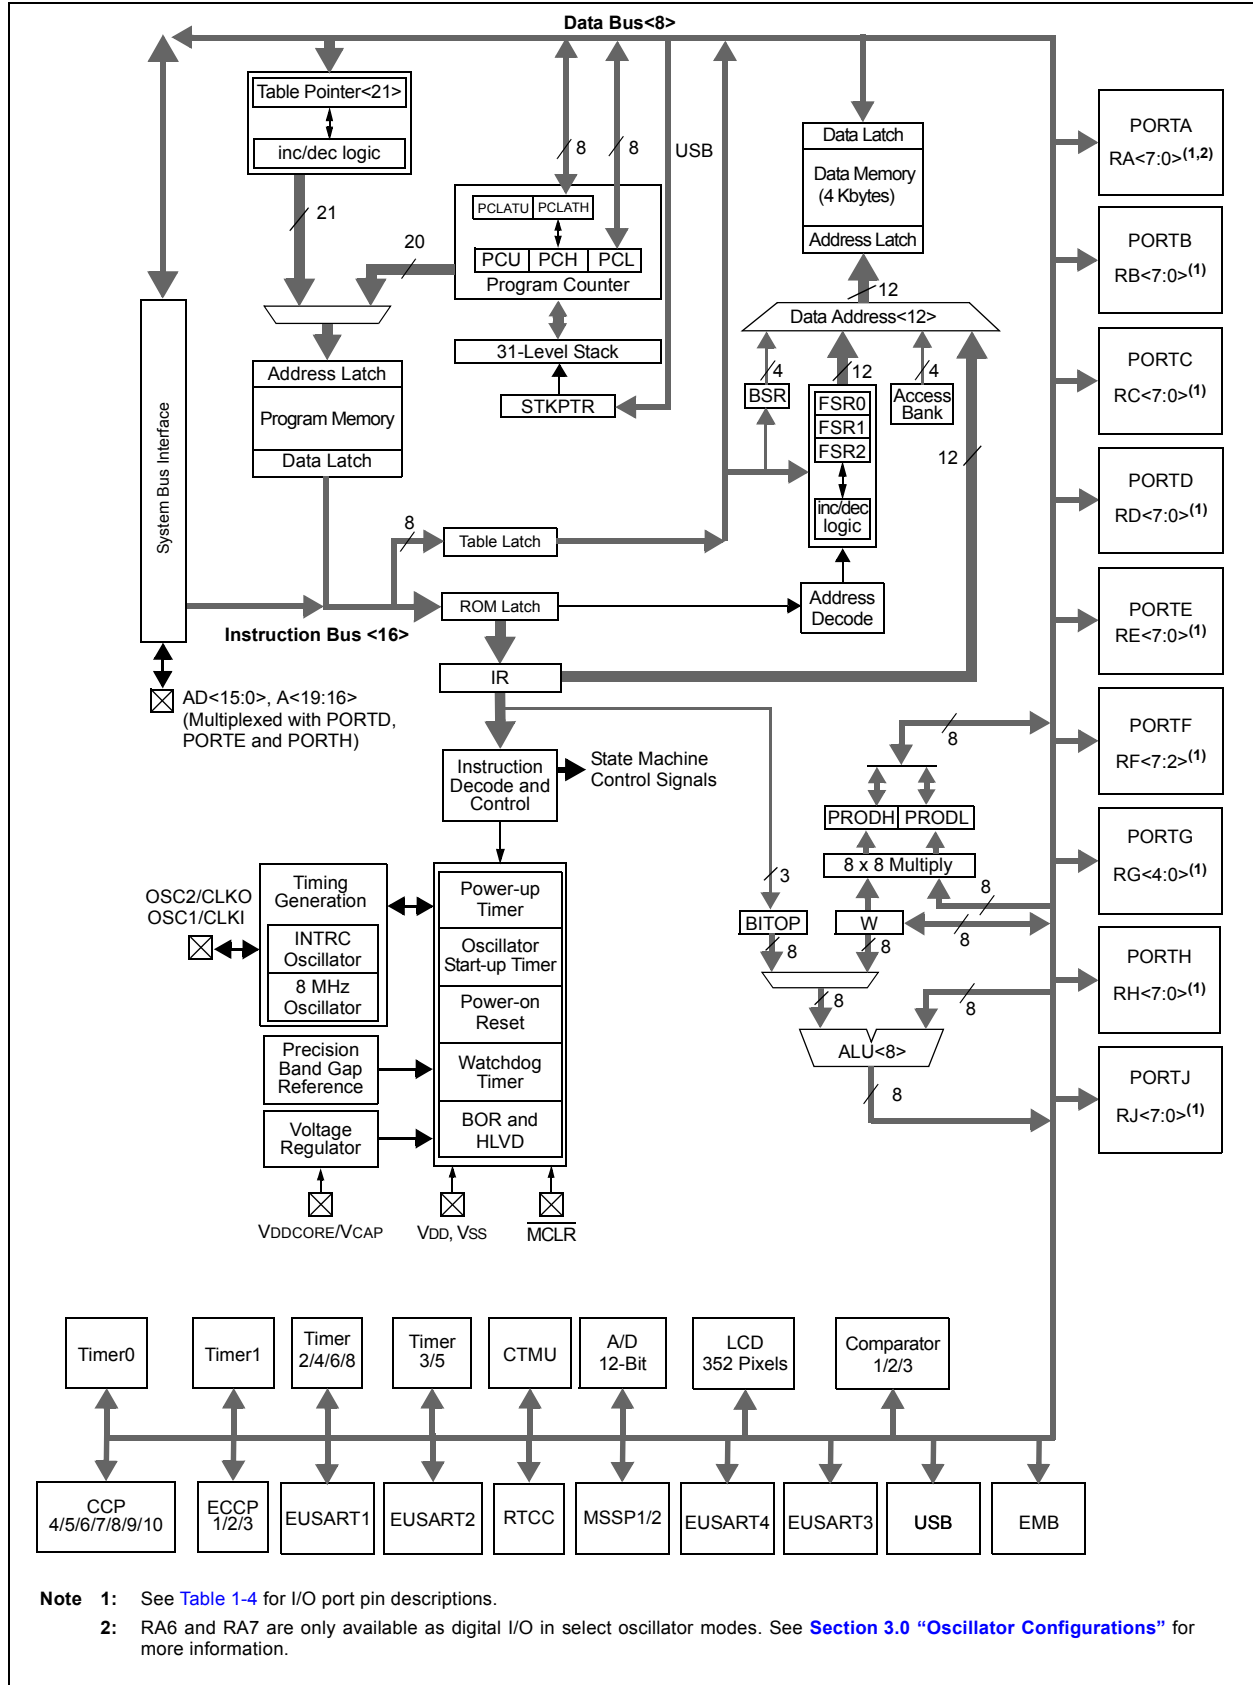 Data Bus<8>
Table Pointer<21>
inc/dec logic
21
20
8
8
USB
PCLATU PCLATH
PCU PCH PCL
Program Counter
31-Level Stack
STKPTR
Data Latch
Data Memory
(4 Kbytes)
Address Latch
12
Data Address<12>
4
12
4
BSR
FSR0
FSR1
FSR2
inc/dec
logic
Access
Bank
12
Address
Decode
System Bus Interface
Address Latch
Program Memory
Data Latch
8
Table Latch
ROM Latch
Instruction Bus <16>
IR
AD<15:0>, A<19:16>
(Multiplexed with PORTD,
PORTE and PORTH)
Instruction
Decode and
Control
State Machine
Control Signals
8
PRODH PRODL
8 x 8 Multiply
3
8
BITOP
W
8
8
8
8
8
ALU<8>
8
OSC2/CLKO
OSC1/CLKI
Timing
Generation
INTRC
Oscillator
8 MHz
Oscillator
Power-up
Timer
Oscillator
Start-up Timer
Power-on
Reset
Watchdog
Timer
BOR and
HLVD
Precision
Band Gap
Reference
Voltage
Regulator
VDDCORE/VCAP
VDD, VSS
MCLR
PORTA
RA<7:0>(1,2)
PORTB
RB<7:0>(1)
PORTC
RC<7:0>(1)
PORTD
RD<7:0>(1)
PORTE
RE<7:0>(1)
PORTF
RF<7:2>(1)
PORTG
RG<4:0>(1)
PORTH
RH<7:0>(1)
PORTJ
RJ<7:0>(1)
Timer0
Timer1
Timer
2/4/6/8
Timer
3/5
CTMU
A/D
12-Bit
LCD
352 Pixels
Comparator
1/2/3
CCP
4/5/6/7/8/9/10
ECCP
1/2/3
EUSART1
EUSART2
RTCC
MSSP1/2
EUSART4
EUSART3
USB
EMB
Note 1: See Table 1-4 for I/O port pin descriptions.
2: RA6 and RA7 are only available as digital I/O in select oscillator modes. See Section 3.0 “Oscillator Configurations” for
more information.